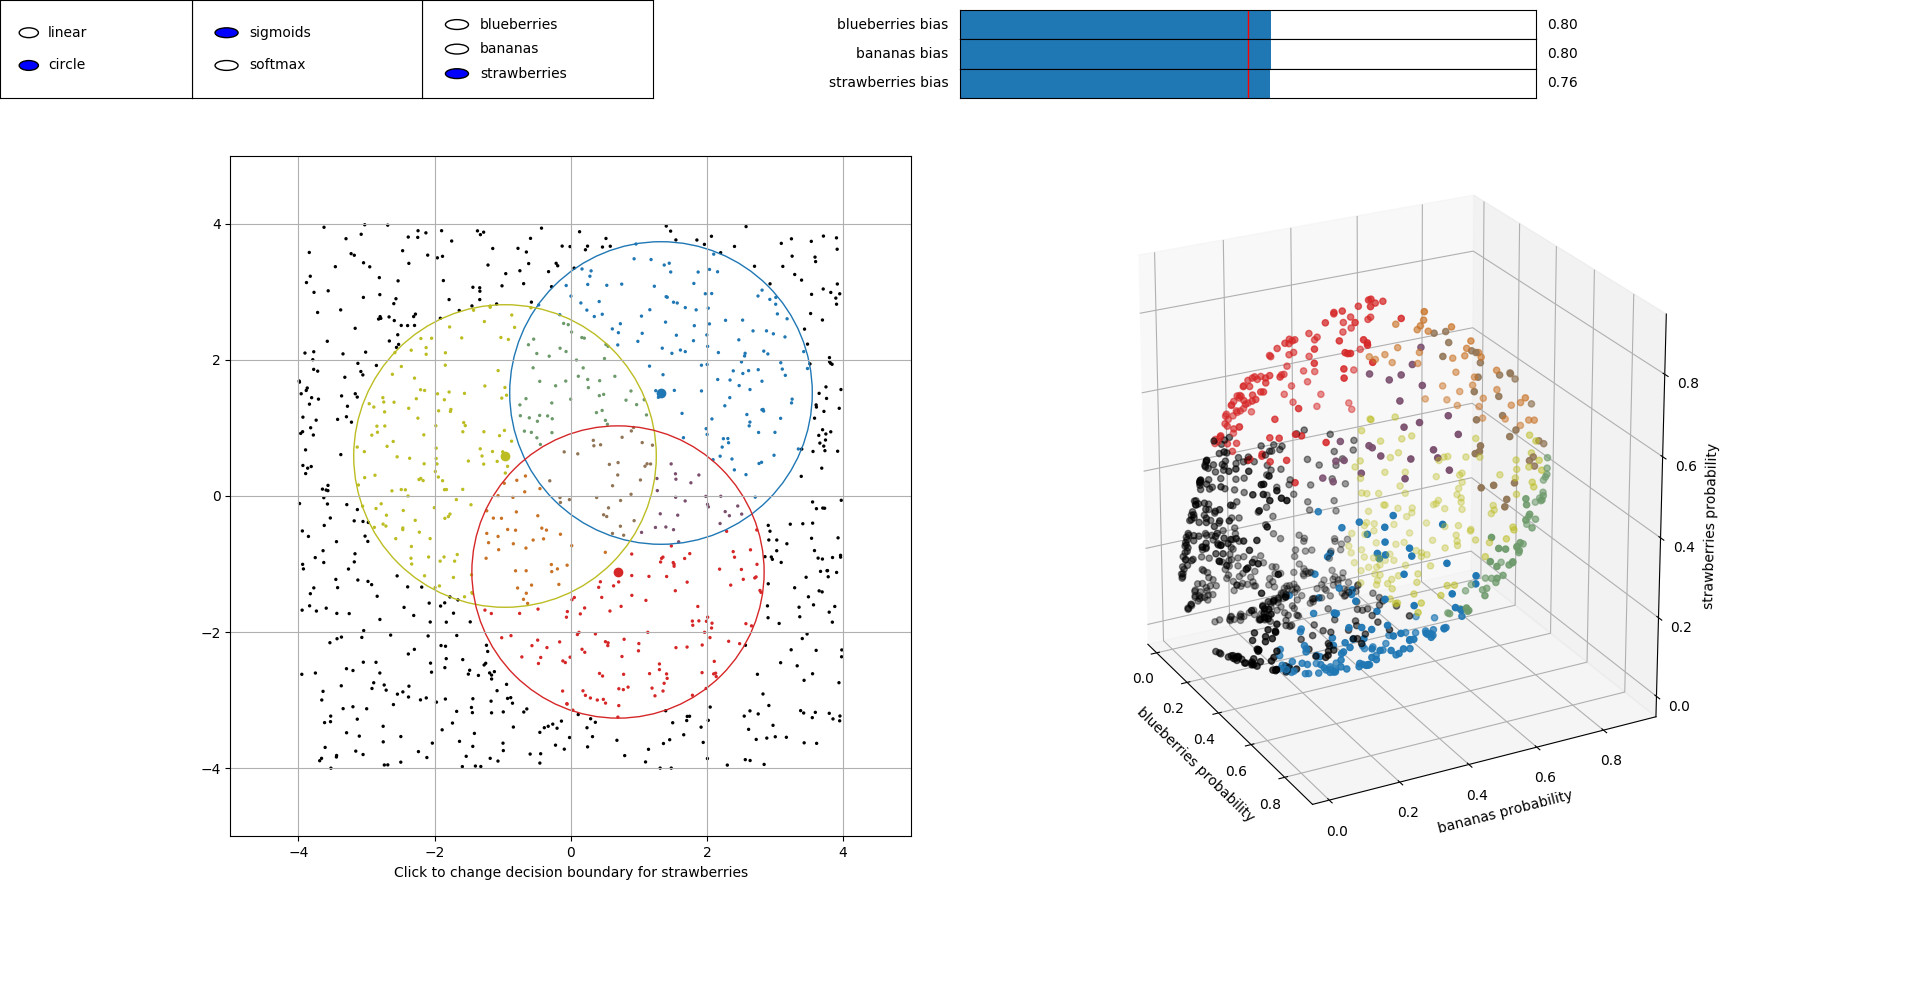 linear
circle
sigmoids
softmax
blueberries
bananas
strawberries
blueberries bias 0.80
bananas bias 0.80
strawberries bias 0.76
4
2
0
−2
−4
−4 −2 0 2 4
Click to change decision boundary for strawberries
0.0
0.2
0.4
0.6
0.8
blueberries probability
0.0
0.2
0.4
0.6
0.8
bananas probability
0.8
0.6
0.4
0.2
0.0
strawberries probability